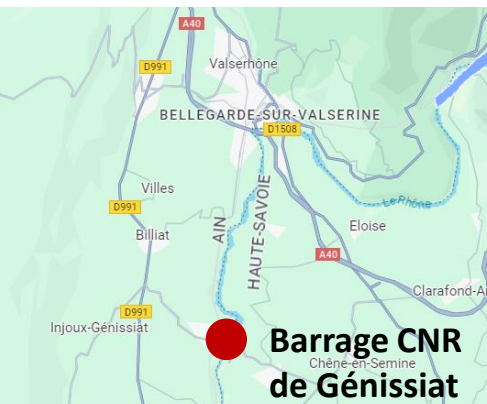 A40
D991
Valserhône
BELLEGARDE-SUR-VALSERINE
D1508
Villes
Le Rhône
D991
AIN
HAUTE-SAVOIE
Billiat
Eloise
A40
Clarafond-A
D991
Injoux-Génissiat
Barrage CNR
Chêne-en-Semine
de Génissiat